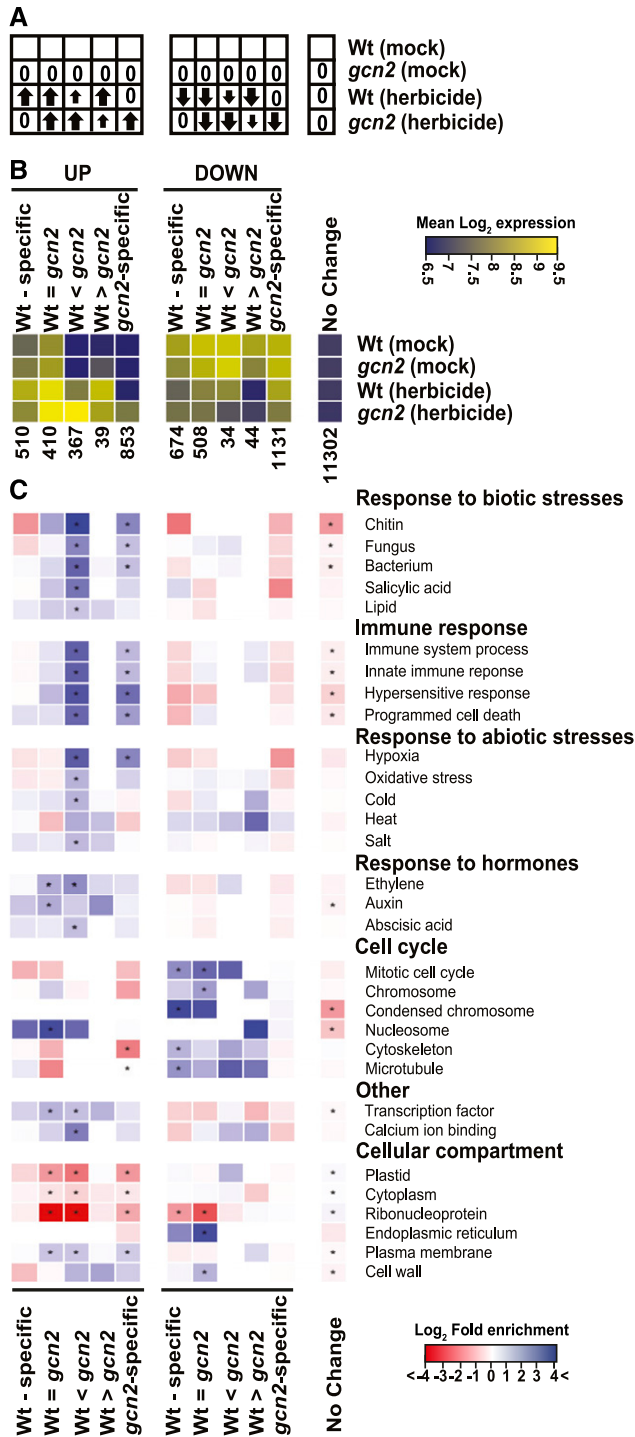 A
Wt (mock)
0 0 0 0 0 0 0 0 0 0 0 gcn2 (mock)
0 0 Wt (herbicide)
0 0 0 gcn2 (herbicide)
B
UP DOWN
Wt - specific
Wt = gcn2
Wt < gcn2
Wt > gcn2
gcn2-specific
Wt - specific
Wt = gcn2
Wt < gcn2
Wt > gcn2
gcn2-specific
No Change
Mean Log2 expression
6.5 7 7.5 8 8.5 9 9.5
Wt (mock)
gcn2 (mock)
Wt (herbicide)
gcn2 (herbicide)
510 410 367 39 853 674 508 34 44 1131 11302
C
Response to biotic stresses
Chitin
Fungus
Bacterium
Salicylic acid
Lipid
Immune response
Immune system process
Innate immune reponse
Hypersensitive response
Programmed cell death
Response to abiotic stresses
Hypoxia
Oxidative stress
Cold
Heat
Salt
Response to hormones
Ethylene
Auxin
Abscisic acid
Cell cycle
Mitotic cell cycle
Chromosome
Condensed chromosome
Nucleosome
Cytoskeleton
Microtubule
Other
Transcription factor
Calcium ion binding
Cellular compartment
Plastid
Cytoplasm
Ribonucleoprotein
Endoplasmic reticulum
Plasma membrane
Cell wall
Wt - specific
Wt = gcn2
Wt < gcn2
Wt > gcn2
gcn2-specific
Wt - specific
Wt = gcn2
Wt < gcn2
Wt > gcn2
gcn2-specific
No Change
Log2 Fold enrichment
<-4 -3 -2 -1 0 1 2 3 4<